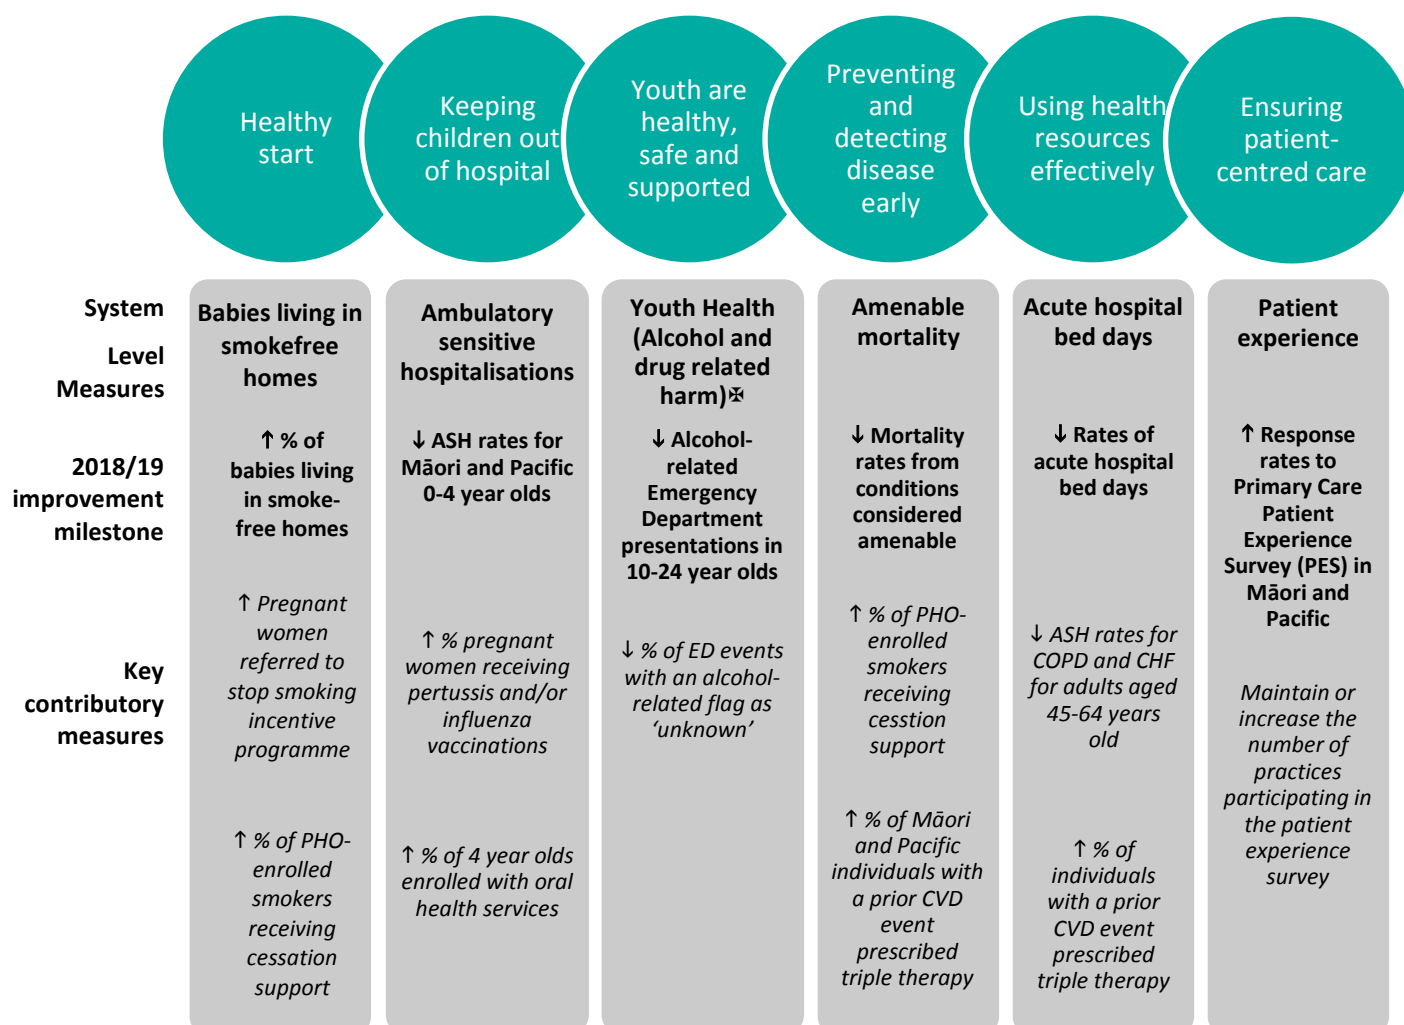 Healthy
start
Keeping
children out
of hospital
Youth are
healthy,
safe and
supported
Preventing
and
detecting
disease
early
Using health
resources
effectively
Ensuring
patient-
centred care
System
Level
Measures
Babies living in
smokefree
homes
Ambulatory
sensitive
hospitalisations
Youth Health
(Alcohol and
drug related
harm)✠
Amenable
mortality
Acute hospital
bed days
Patient
experience
2018/19
improvement
milestone
↑ % of
babies living
in smoke-
free homes
↓ ASH rates for
Māori and Pacific
0-4 year olds
↓ Alcohol-
related
Emergency
Department
presentations in
10-24 year olds
↓ Mortality
rates from
conditions
considered
amenable
↓ Rates of
acute hospital
bed days
↑ Response
rates to
Primary Care
Patient
Experience
Survey (PES) in
Māori and
Pacific
Key
contributory
measures
↑ Pregnant
women
referred to
stop smoking
incentive
programme
↑ % pregnant
women receiving
pertussis and/or
influenza
vaccinations
↓ % of ED events
with an alcohol-
related flag as
‘unknown’
↑ % of PHO-
enrolled
smokers
receiving
cesstion
support
↓ ASH rates for
COPD and CHF
for adults aged
45-64 years
old
Maintain or
increase the
number of
practices
participating in
the patient
experience
survey
↑ % of PHO-
enrolled
smokers
receiving
cessation
support
↑ % of 4 year olds
enrolled with oral
health services
↑ % of Māori
and Pacific
individuals with
a prior CVD
event
prescribed
triple therapy
↑ % of
individuals
with a prior
CVD event
prescribed
triple therapy